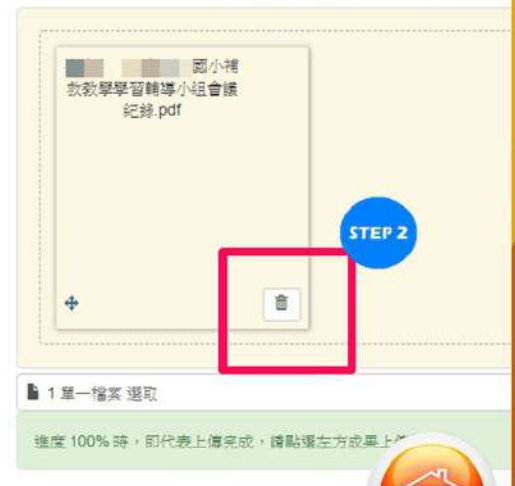 國小補
救教學學習輔導小組會議
紀錄.pdf
STEP 2
1 單一檔案 選取
進度 100% 時，即代表上傳完成，請點選左方成果上